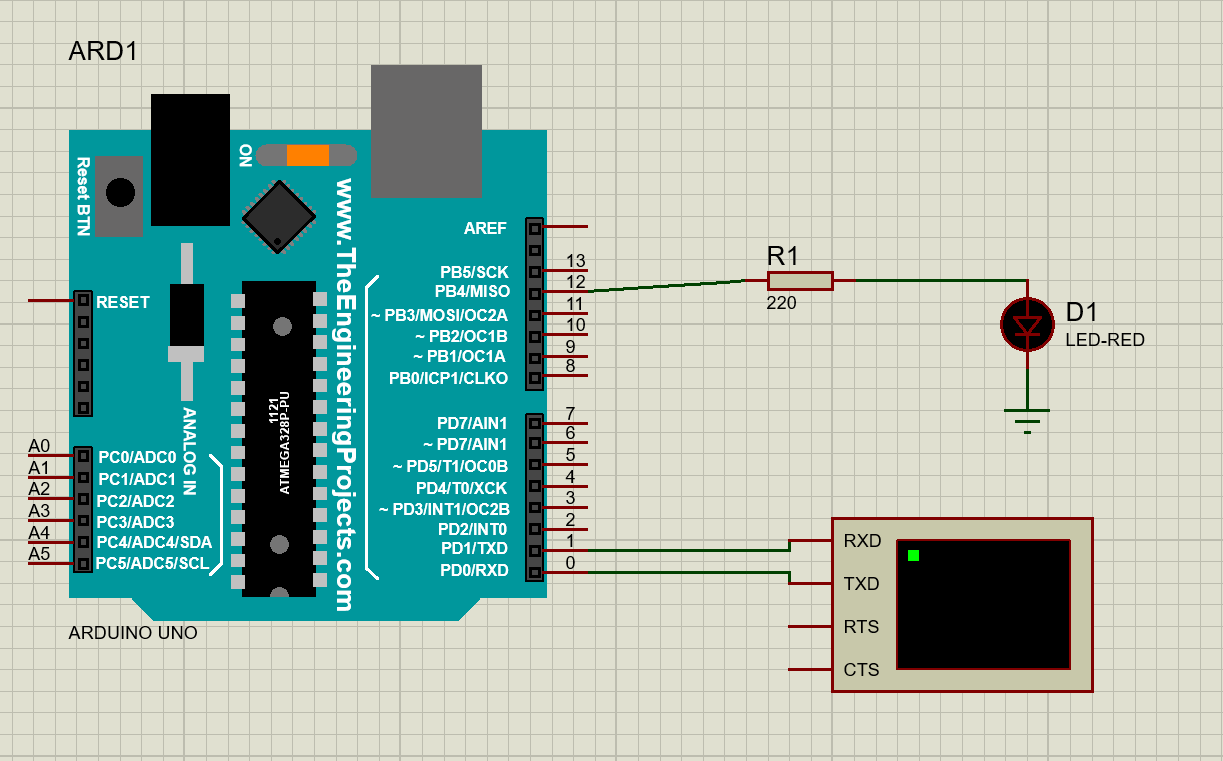 ARD1
Reset BTN
ON
www.TheEngineeringProjects.com
RESET
ANALOG IN
1121
ATMEGA328P-PU
A0 PC0/ADC0
A1 PC1/ADC1
A2 PC2/ADC2
A3 PC3/ADC3
A4 PC4/ADC4/SDA
A5 PC5/ADC5/SCL
AREF
PB5/SCK 13
PB4/MISO 12
~ PB3/MOSI/OC2A 11
~ PB2/OC1B 10
~ PB1/OC1A 9
PB0/ICP1/CLKO 8
PD7/AIN1 7
~ PD7/AIN1 6
~ PD5/T1/OC0B 5
PD4/T0/XCK 4
~ PD3/INT1/OC2B 3
PD2/INT0 2
PD1/TXD 1
PD0/RXD 0
ARDUINO UNO
R1
220
D1
LED-RED
RXD
TXD
RTS
CTS